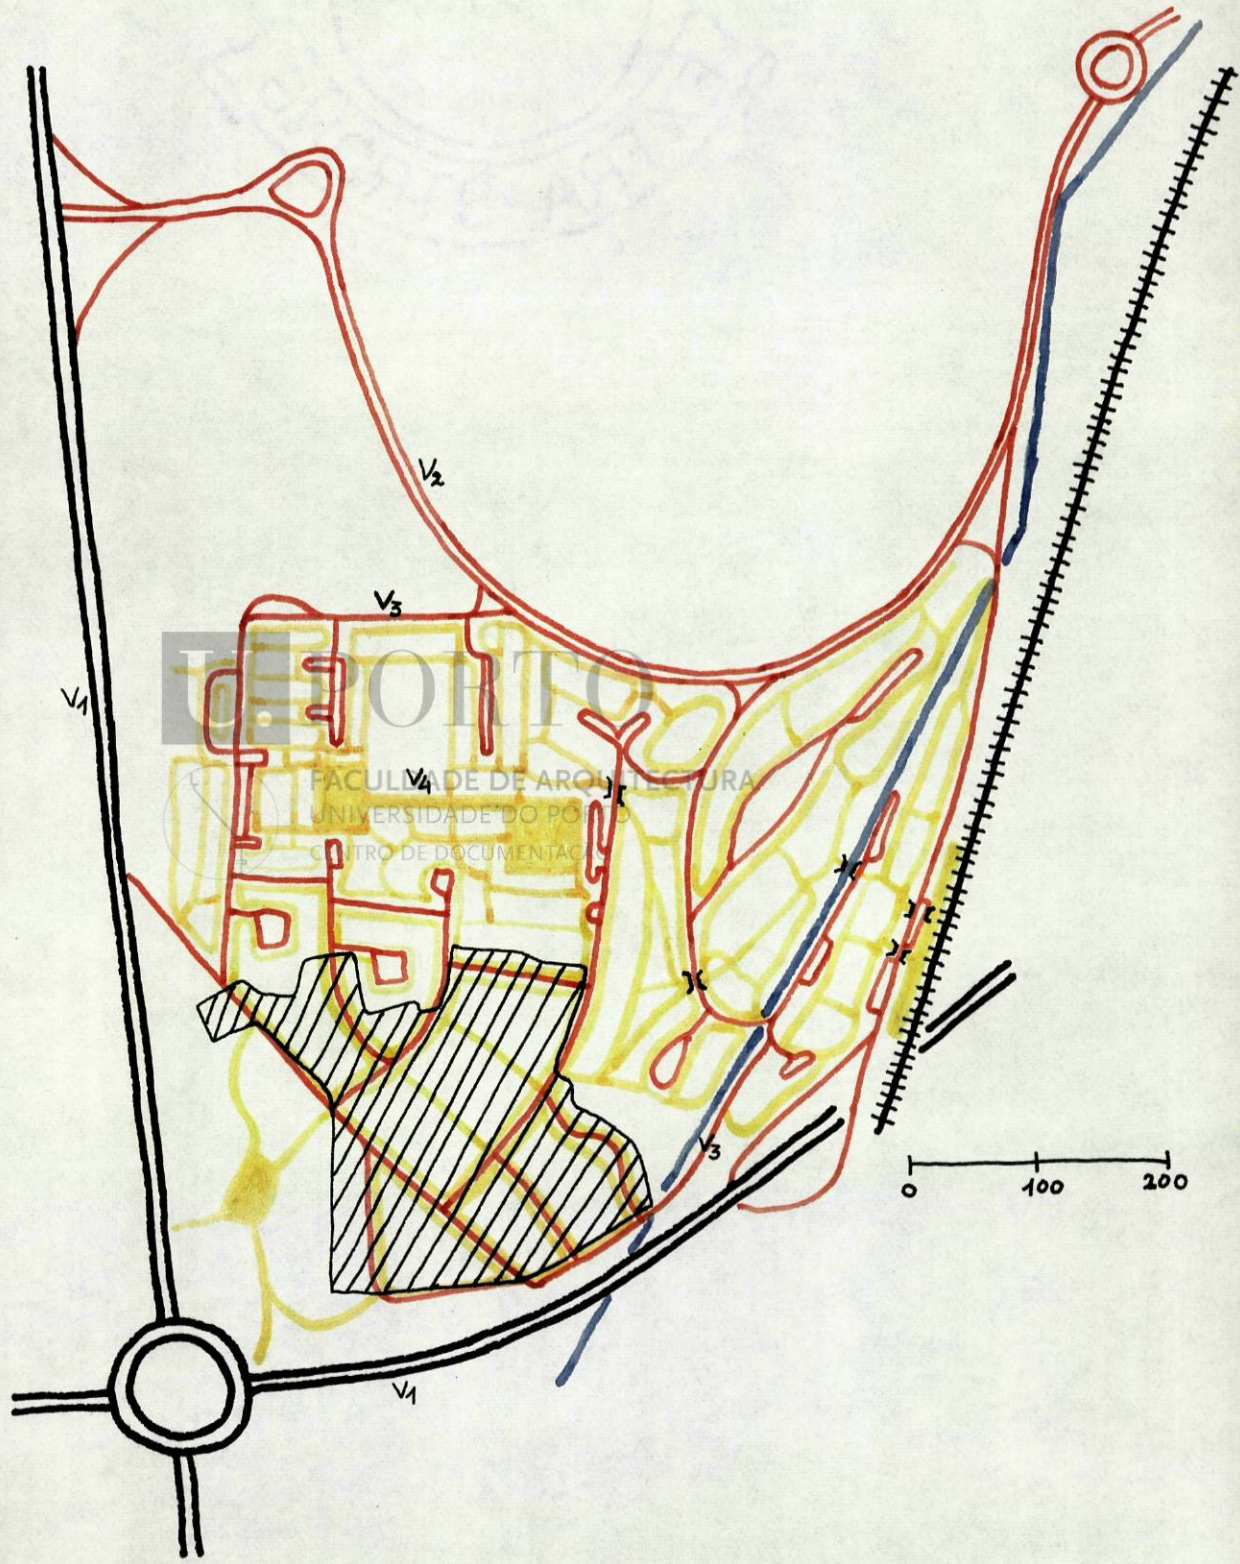 V2
V3
V1
U. PORTO
V4
FACULDADE DE ARQUITECTURA
UNIVERSIDADE DO PORTO
CENTRO DE DOCUMENTAÇÃO
V3
0 100 200
V1